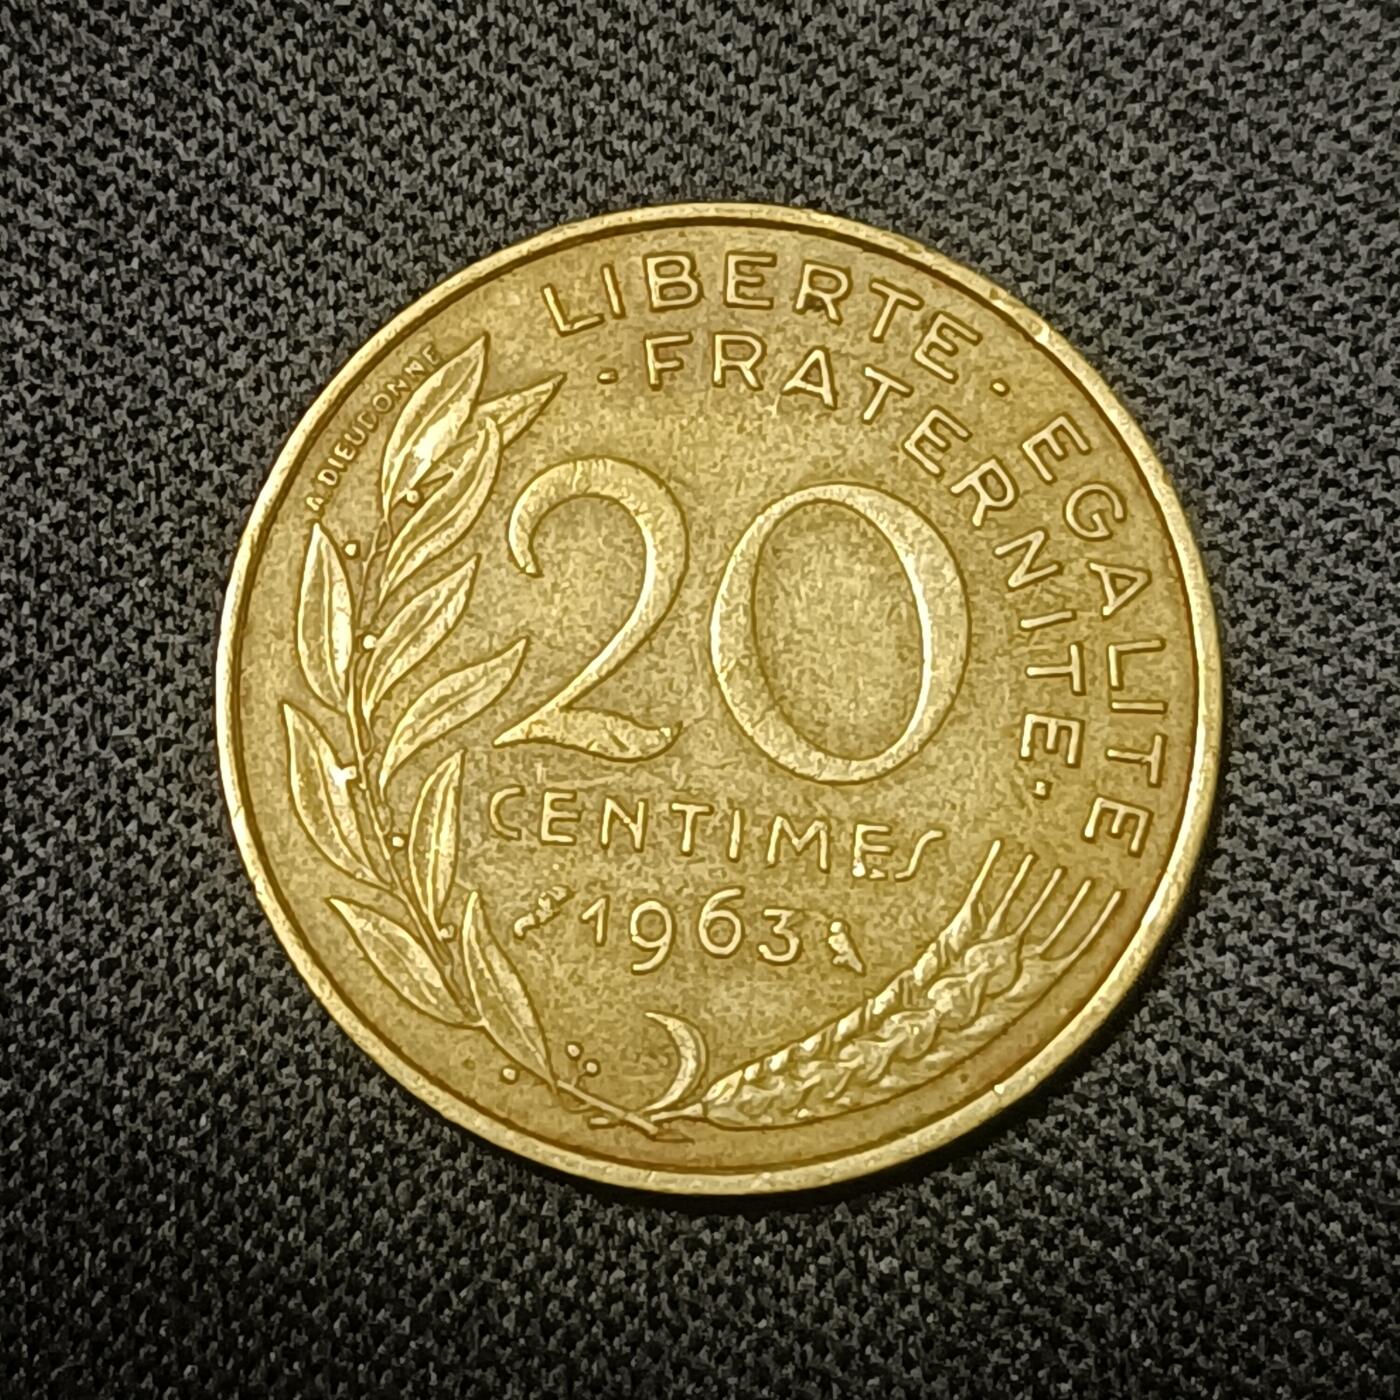 LIBERTE · EGALITE
· FRATERNITE ·
A.DIEUDONNE
20
CENTIMES
1963